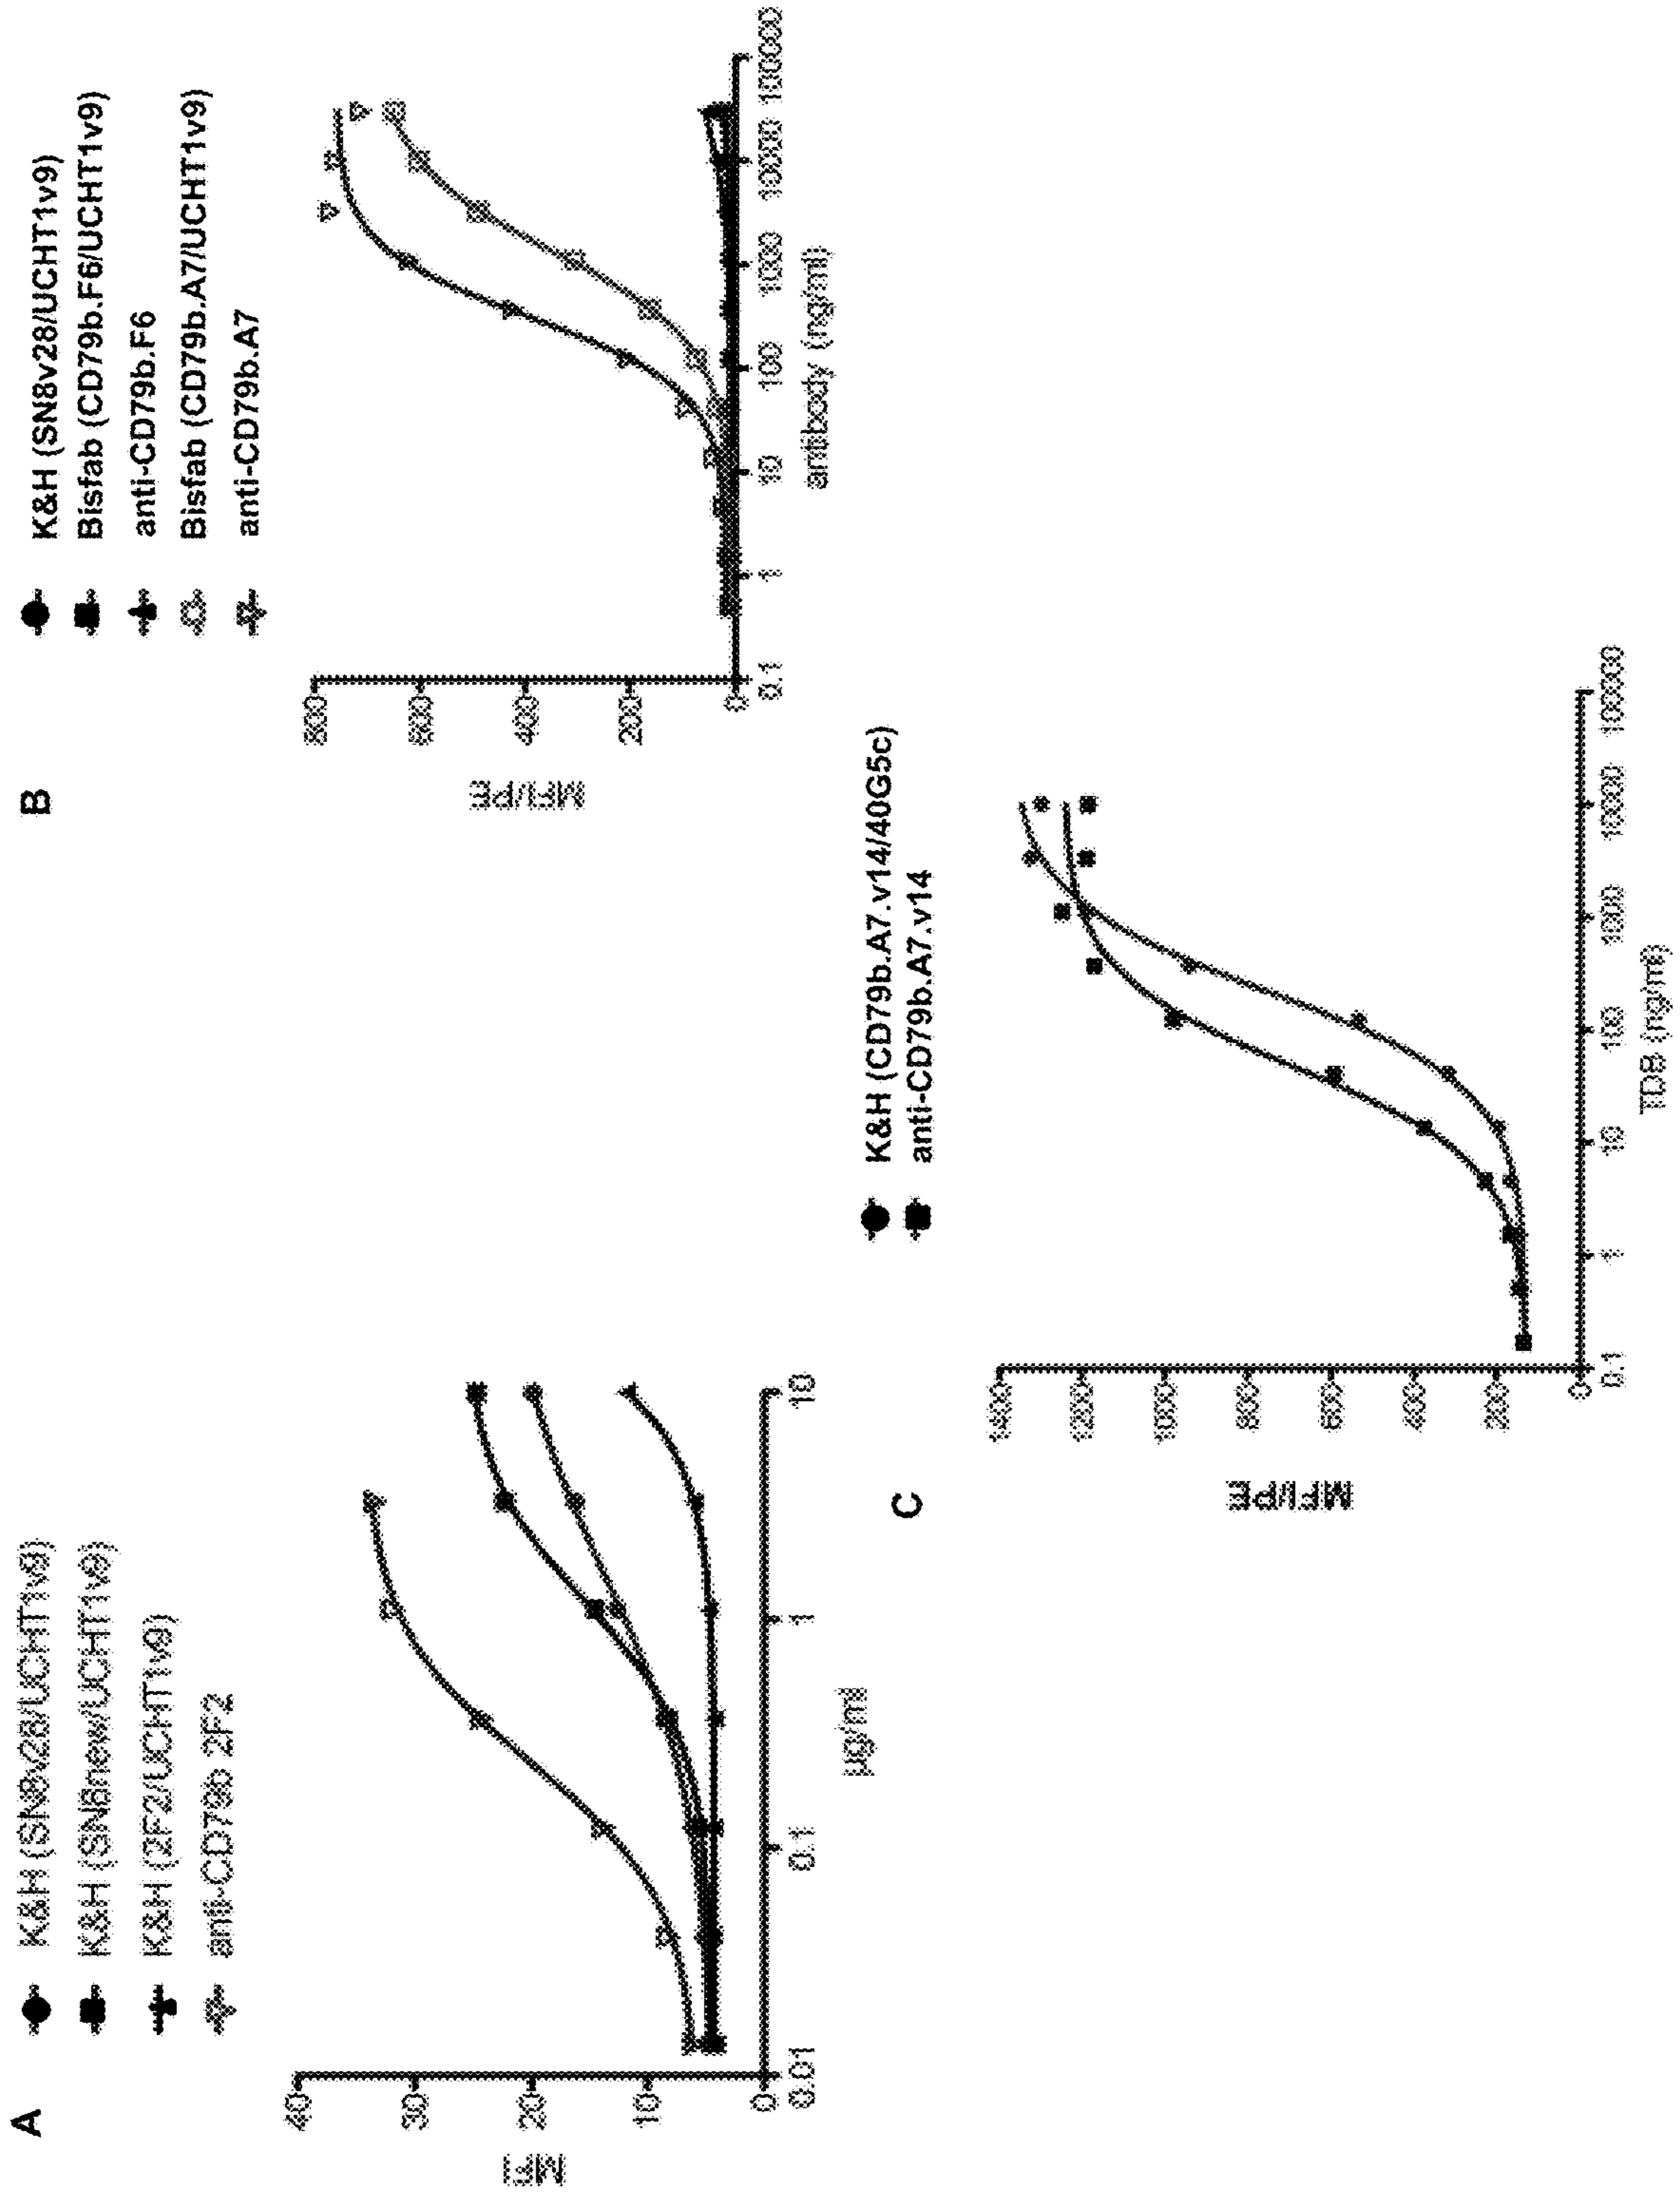 A
K&H (SN8v28/UCHT1v9)
K&H (SN8new/UCHT1v9)
K&H (2F2/UCHT1v9)
anti-CD79b 2F2
MFI
40
30
20
10
0
0.01
0.1
1
10
µg/ml
B
K&H (SN8v28/UCHT1v9)
Bisfab (CD79b.F6/UCHT1v9)
anti-CD79b.F6
Bisfab (CD79b.A7/UCHT1v9)
anti-CD79b.A7
MFI/PE
800
600
400
200
0
0.1
1
10
100
1000
10000
100000
antibody (ng/ml)
C
K&H (CD79b.A7.v14/40G5c)
anti-CD79b.A7.v14
MFI/PE
1400
1200
1000
800
600
400
200
0
0.1
1
10
100
1000
10000
100000
TDB (ng/ml)